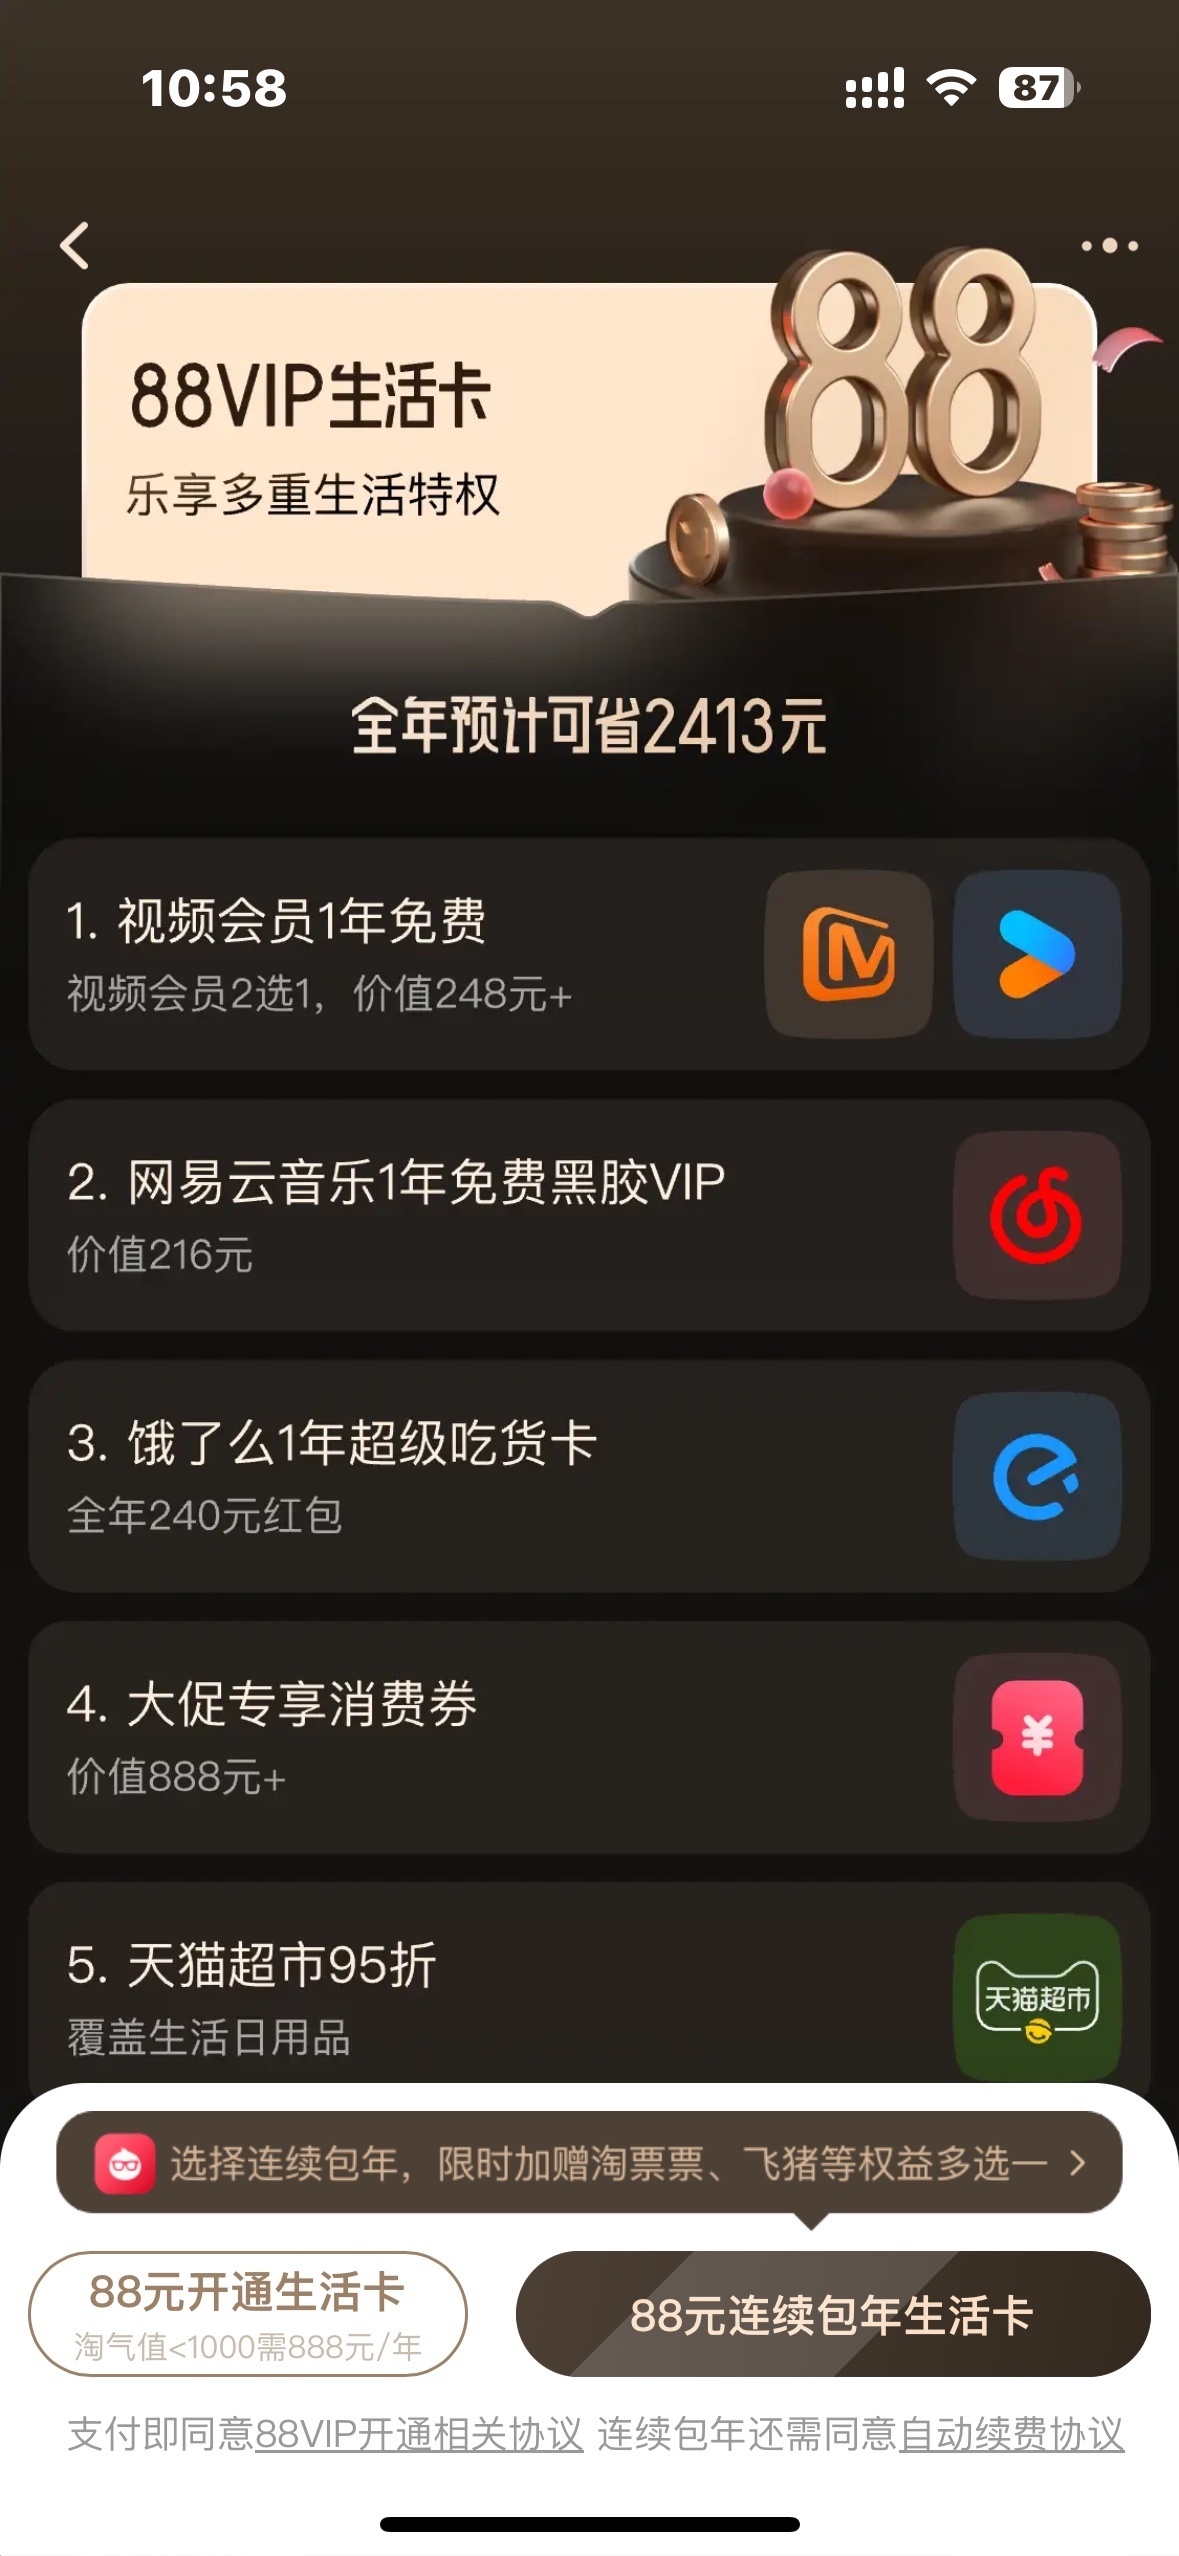 10:58
87
88
88VIP生活卡
乐享多重生活特权
全年预计可省2413元
1. 视频会员1年免费
视频会员2选1，价值248元+
2. 网易云音乐1年免费黑胶VIP
价值216元
3. 饿了么1年超级吃货卡
全年240元红包
4. 大促专享消费券
价值888元+
¥
5. 天猫超市95折
覆盖生活日用品
天猫超市
选择连续包年，限时加赠淘票票、飞猪等权益多选一
88元开通生活卡
淘气值<1000需888元/年
88元连续包年生活卡
支付即同意88VIP开通相关协议 连续包年还需同意自动续费协议